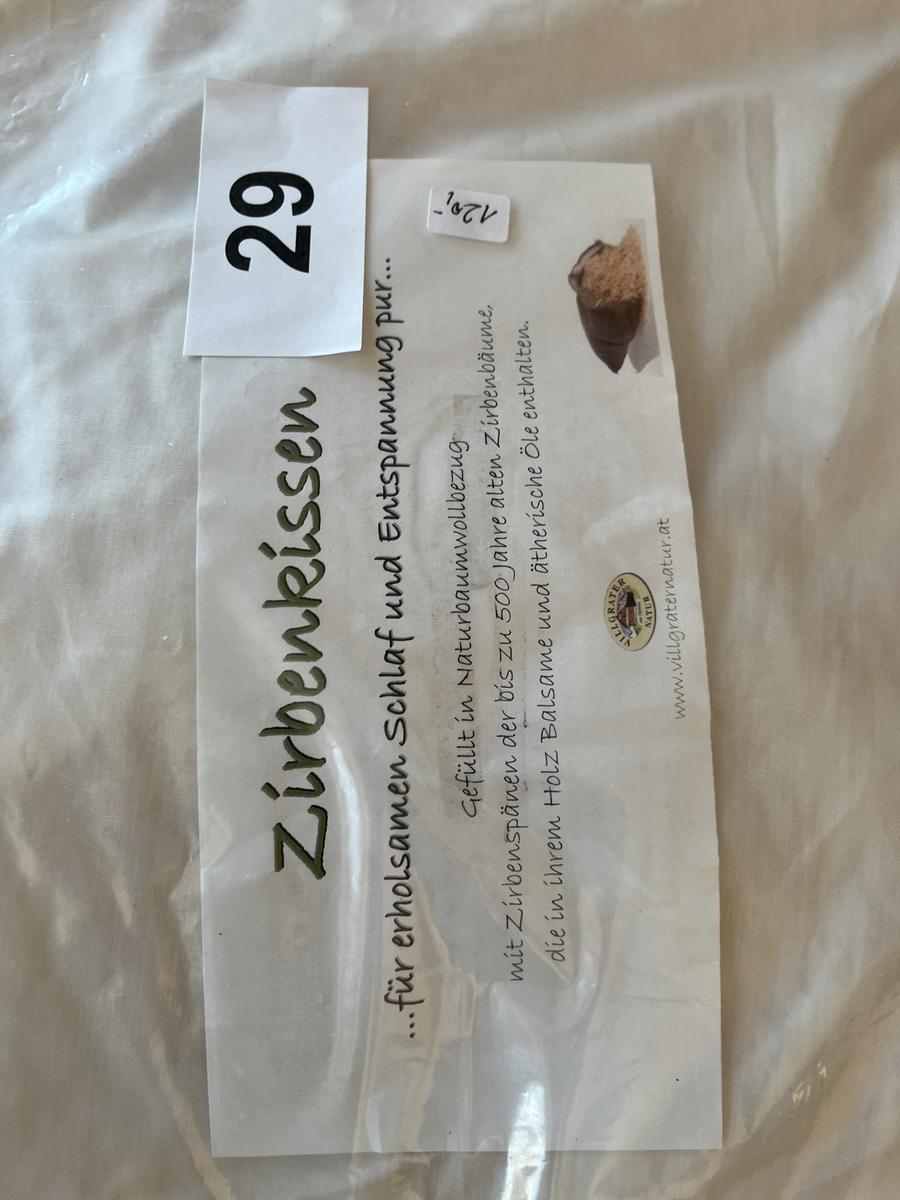 29
Zirbenkissen
...für erholsamen Schlaf und Entspannung pur...
120,-
Gefüllt in Naturbaumwollbezug
mit Zirbenspänen der bis zu 500 Jahre alten Zirbenbäume,
die in ihrem Holz Balsame und ätherische Öle enthalten.
VILLGRATER
NATUR
www.villgraternatur.at